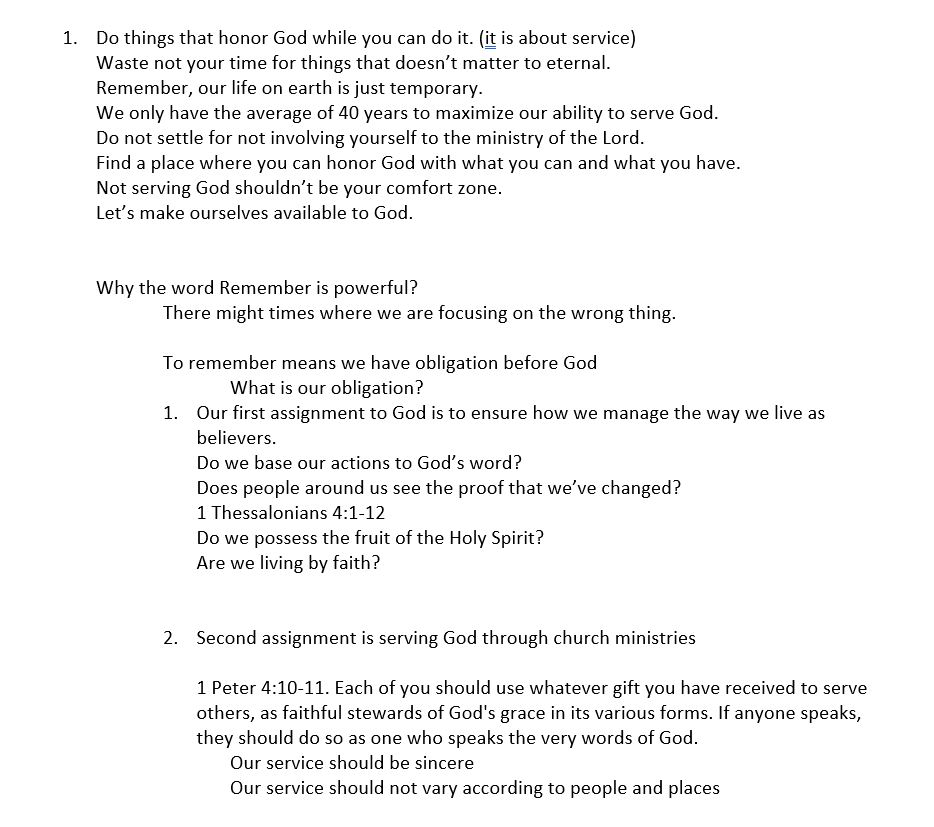 1. Do things that honor God while you can do it. (it is about service)
Waste not your time for things that doesn’t matter to eternal.
Remember, our life on earth is just temporary.
We only have the average of 40 years to maximize our ability to serve God.
Do not settle for not involving yourself to the ministry of the Lord.
Find a place where you can honor God with what you can and what you have.
Not serving God shouldn’t be your comfort zone.
Let’s make ourselves available to God.
Why the word Remember is powerful?
There might times where we are focusing on the wrong thing.
To remember means we have obligation before God
What is our obligation?
1. Our first assignment to God is to ensure how we manage the way we live as
believers.
Do we base our actions to God’s word?
Does people around us see the proof that we’ve changed?
1 Thessalonians 4:1-12
Do we possess the fruit of the Holy Spirit?
Are we living by faith?
2. Second assignment is serving God through church ministries
1 Peter 4:10-11. Each of you should use whatever gift you have received to serve
others, as faithful stewards of God's grace in its various forms. If anyone speaks,
they should do so as one who speaks the very words of God.
Our service should be sincere
Our service should not vary according to people and places